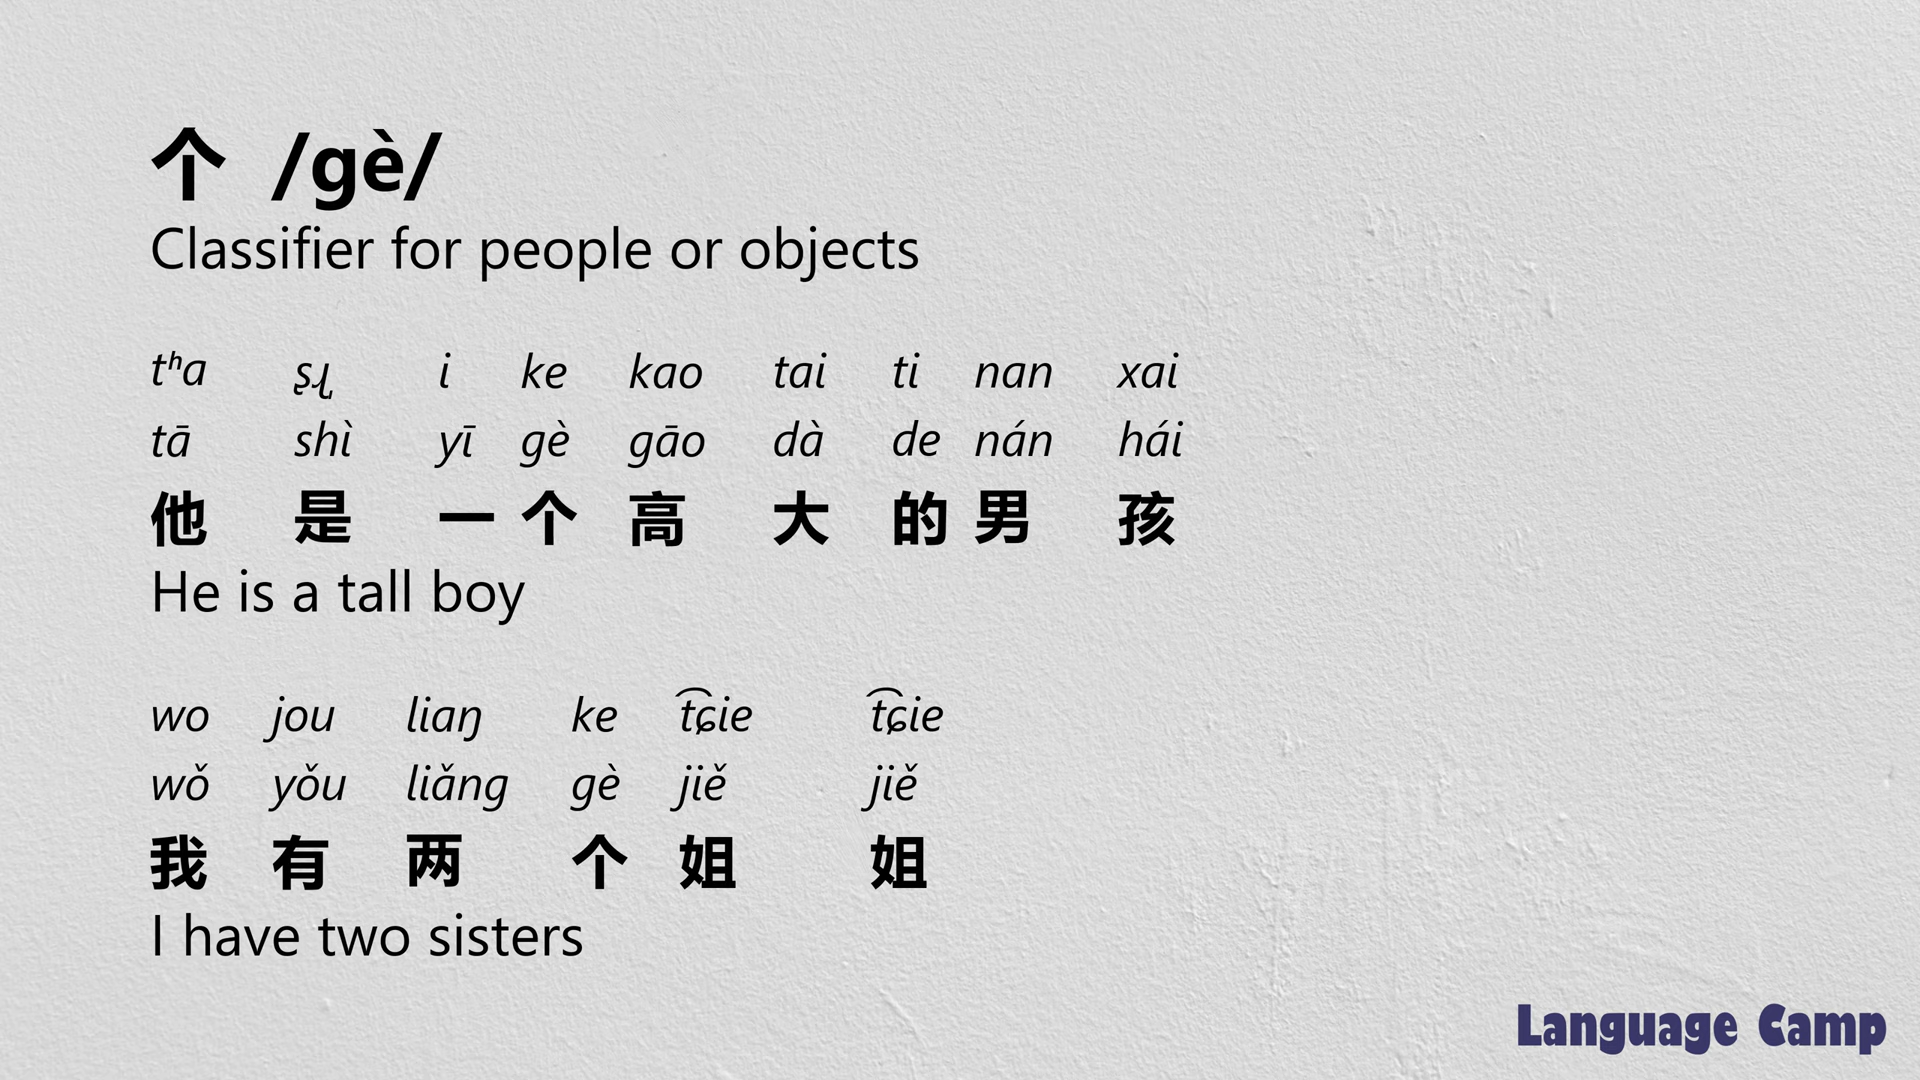 个 /gè/
Classifier for people or objects
tʰa ʂɻ̩ i ke kao tai ti nan xai
tā shì yī gè gāo dà de nán hái
他 是 一 个 高 大 的 男 孩
He is a tall boy
wo jou liaŋ ke t͡ɕie t͡ɕie
wǒ yǒu liǎng gè jiě jiě
我 有 两 个 姐 姐
I have two sisters
Language Camp